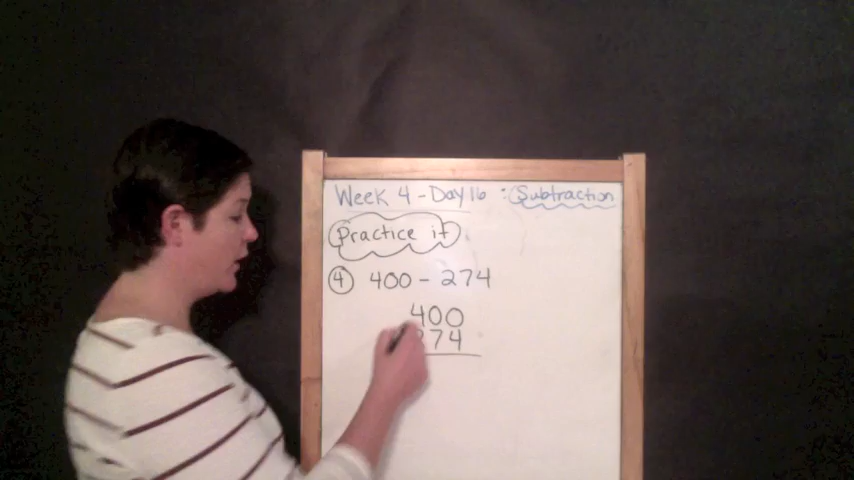 Week 4 - Day 16 : Subtraction
Practice it
4 400 - 274
400
274